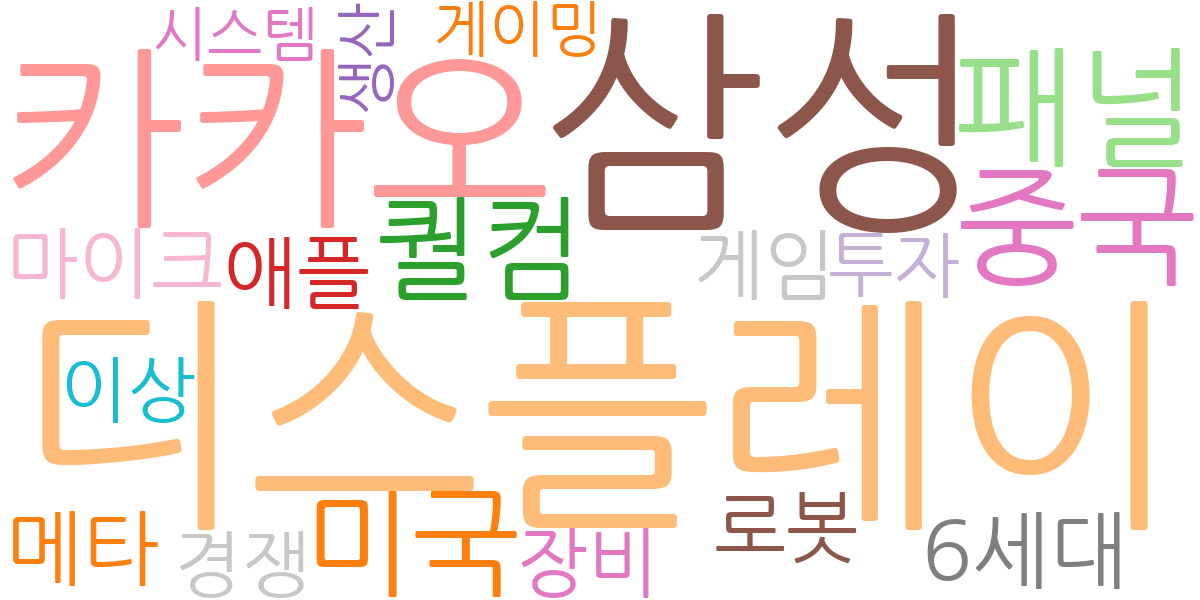 시스템
생산
게이밍
카카오
삼성
패널
중국
마이크
애플
퀄컴
게임
투자
디스플레이
이상
메타
경쟁
미국
장비
로봇
6세대